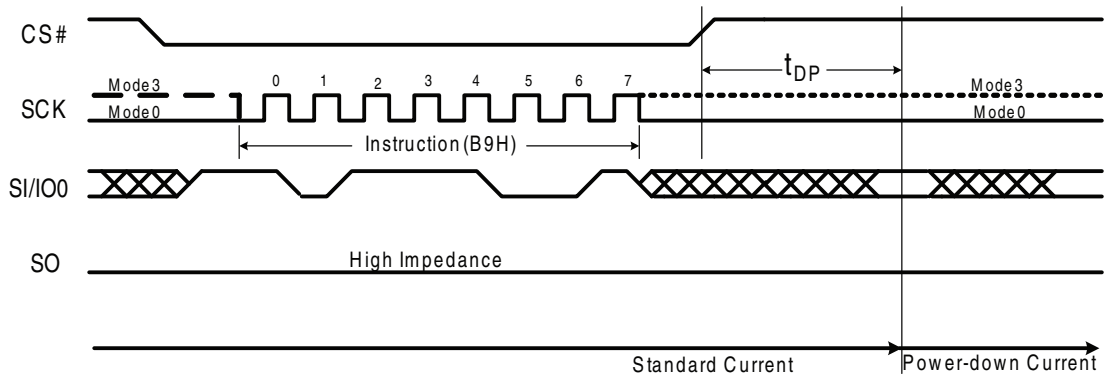 CS#
0 1 2 3 4 5 6 7
tDP
SCK
Mode3
Mode0
Mode3
Mode0
Instruction(B9H)
SI/IO0
SO
High Impedance
Standard Current
Power-down Current